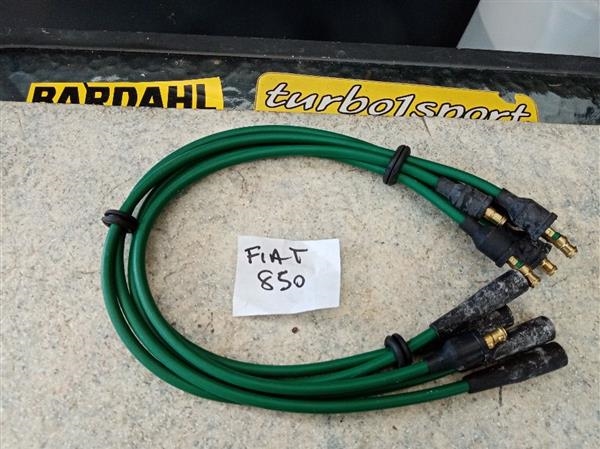 BARDAHL
turbo1sport
FIAT
850